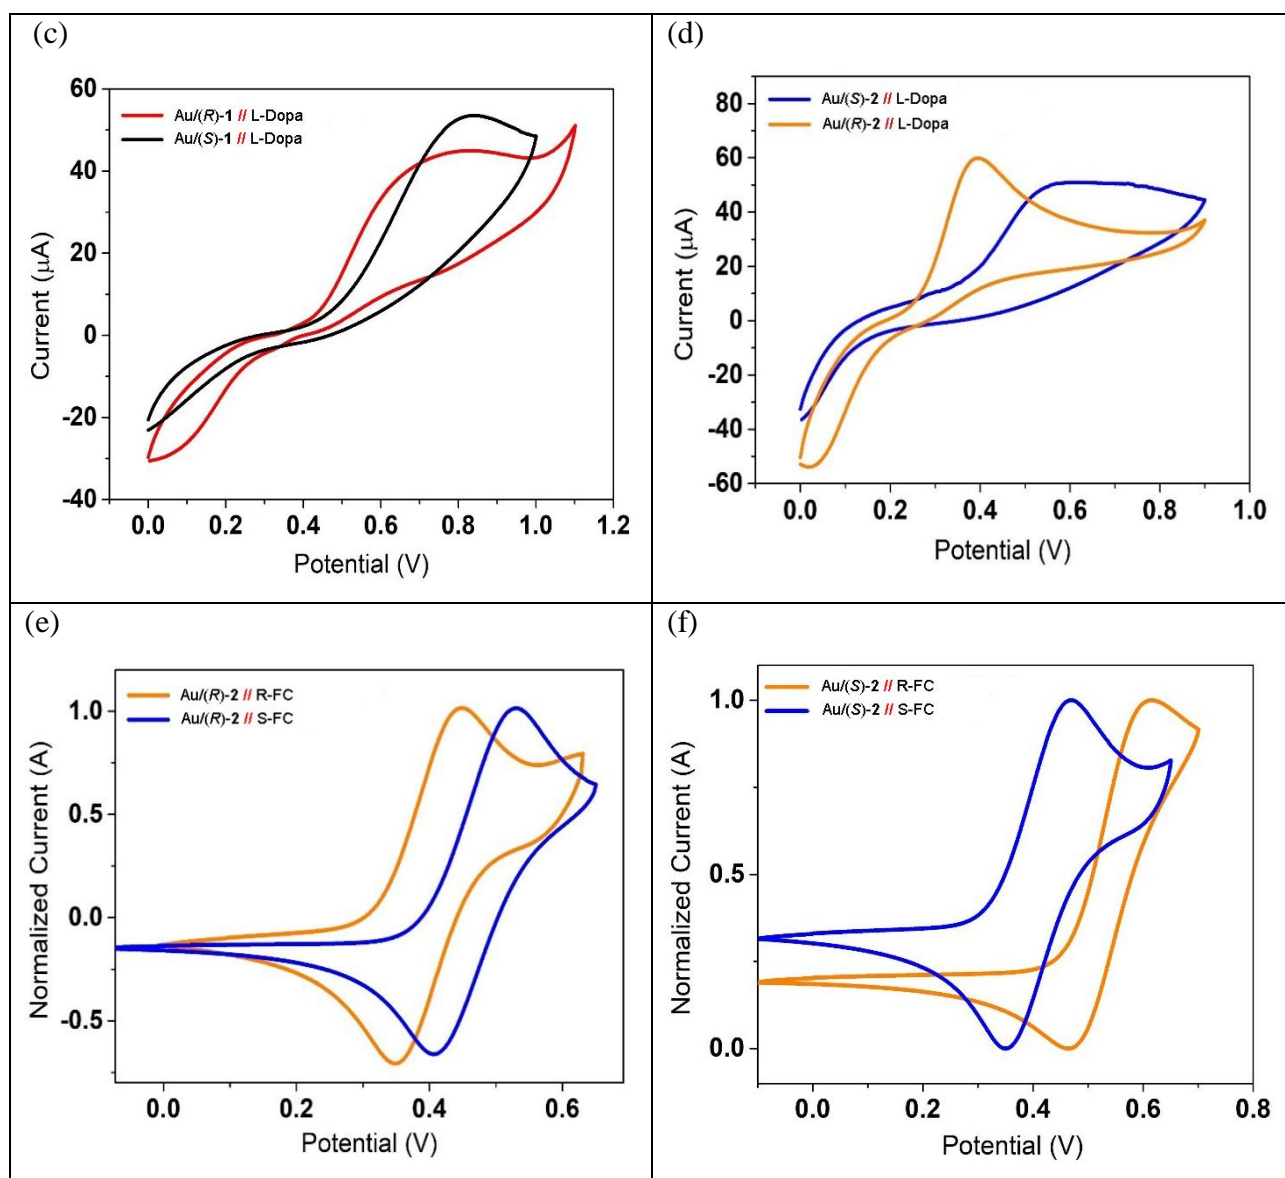 (c)
Au/(R)-1 // L-Dopa
Au/(S)-1 // L-Dopa
60
40
20
0
-20
-40
Current (μA)
0.0 0.2 0.4 0.6 0.8 1.0 1.2
Potential (V)
(d)
Au/(S)-2 // L-Dopa
Au/(R)-2 // L-Dopa
80
60
40
20
0
-20
-40
-60
Current (μA)
0.0 0.2 0.4 0.6 0.8 1.0
Potential (V)
(e)
Au/(R)-2 // R-FC
Au/(R)-2 // S-FC
1.0
0.5
0.0
-0.5
Normalized Current (A)
0.0 0.2 0.4 0.6
Potential (V)
(f)
Au/(S)-2 // R-FC
Au/(S)-2 // S-FC
1.0
0.5
0.0
Normalized Current (A)
0.0 0.2 0.4 0.6 0.8
Potential (V)